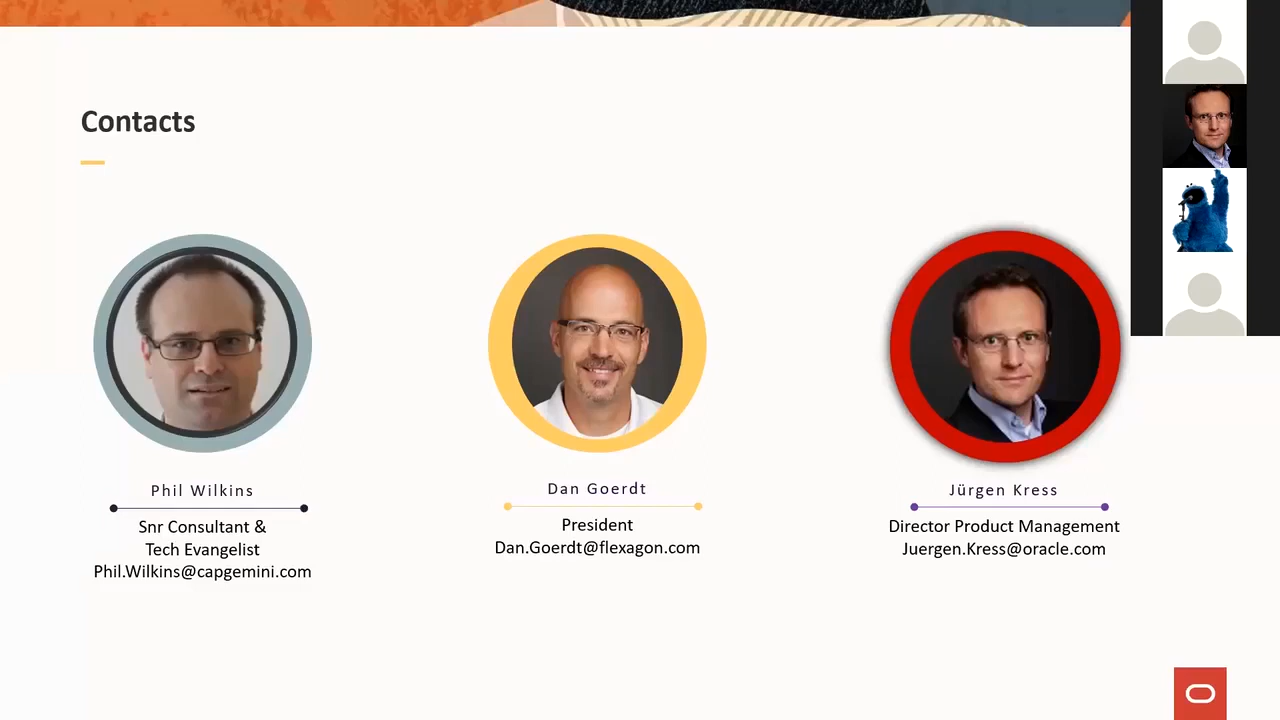 Contacts
Phil Wilkins
Snr Consultant &
Tech Evangelist
Phil.Wilkins@capgemini.com
Dan Goerdt
President
Dan.Goerdt@flexagon.com
Jürgen Kress
Director Product Management
Juergen.Kress@oracle.com